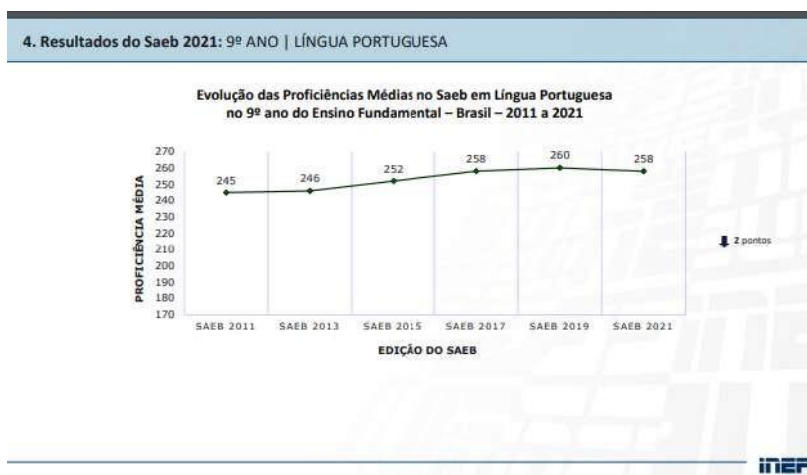 4. Resultados do Saeb 2021: 9º ANO | LÍNGUA PORTUGUESA
Evolução das Proficiências Médias no Saeb em Língua Portuguesa
no 9º ano do Ensino Fundamental – Brasil – 2011 a 2021
PROFICIÊNCIA MÉDIA
270
260
250
240
230
220
210
200
190
180
170
245
246
252
258
260
258
SAEB 2011
SAEB 2013
SAEB 2015
SAEB 2017
SAEB 2019
SAEB 2021
EDIÇÃO DO SAEB
2 pontos
INEP